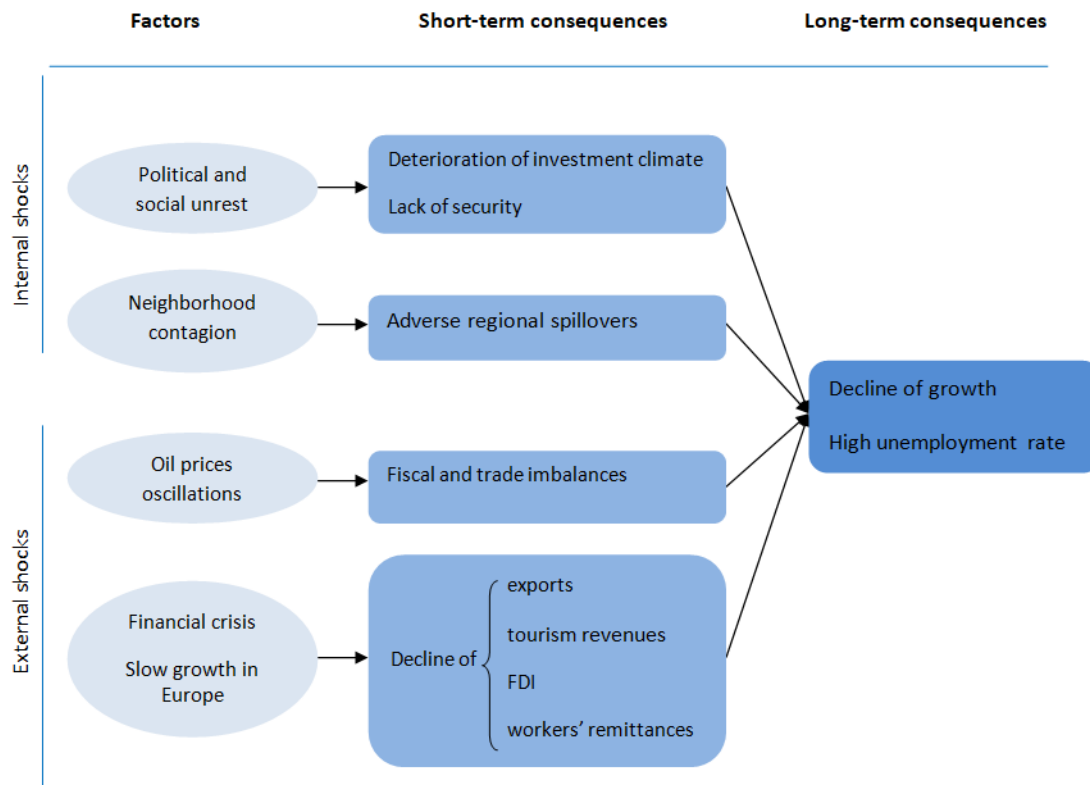 Factors
Short-term consequences
Long-term consequences
Internal shocks
Political and
social unrest
Deterioration of investment climate
Lack of security
Neighborhood
contagion
Adverse regional spillovers
Decline of growth
High unemployment rate
External shocks
Oil prices
oscillations
Fiscal and trade imbalances
Financial crisis
Slow growth in
Europe
Decline of
exports
tourism revenues
FDI
workers’ remittances